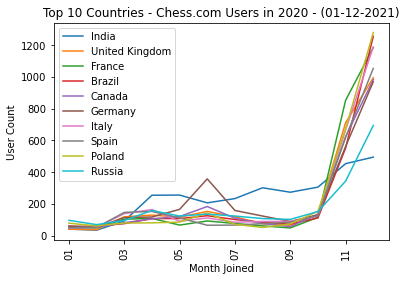 Top 10 Countries - Chess.com Users in 2020 - (01-12-2021)
India
United Kingdom
France
Brazil
Canada
Germany
Italy
Spain
Poland
Russia
User Count
1200
1000
800
600
400
200
0
01
03
05
07
09
11
Month Joined